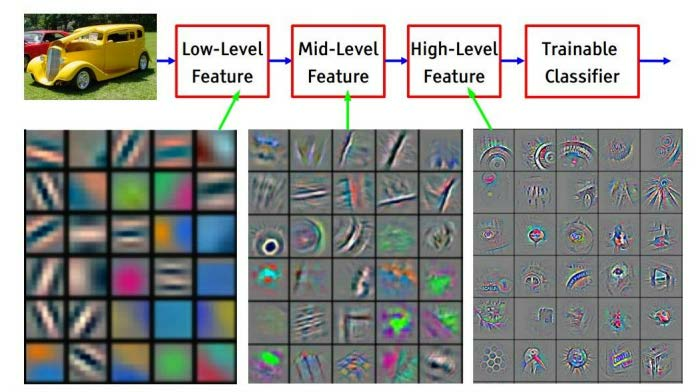 Low-Level
Feature
Mid-Level
Feature
High-Level
Feature
Trainable
Classifier